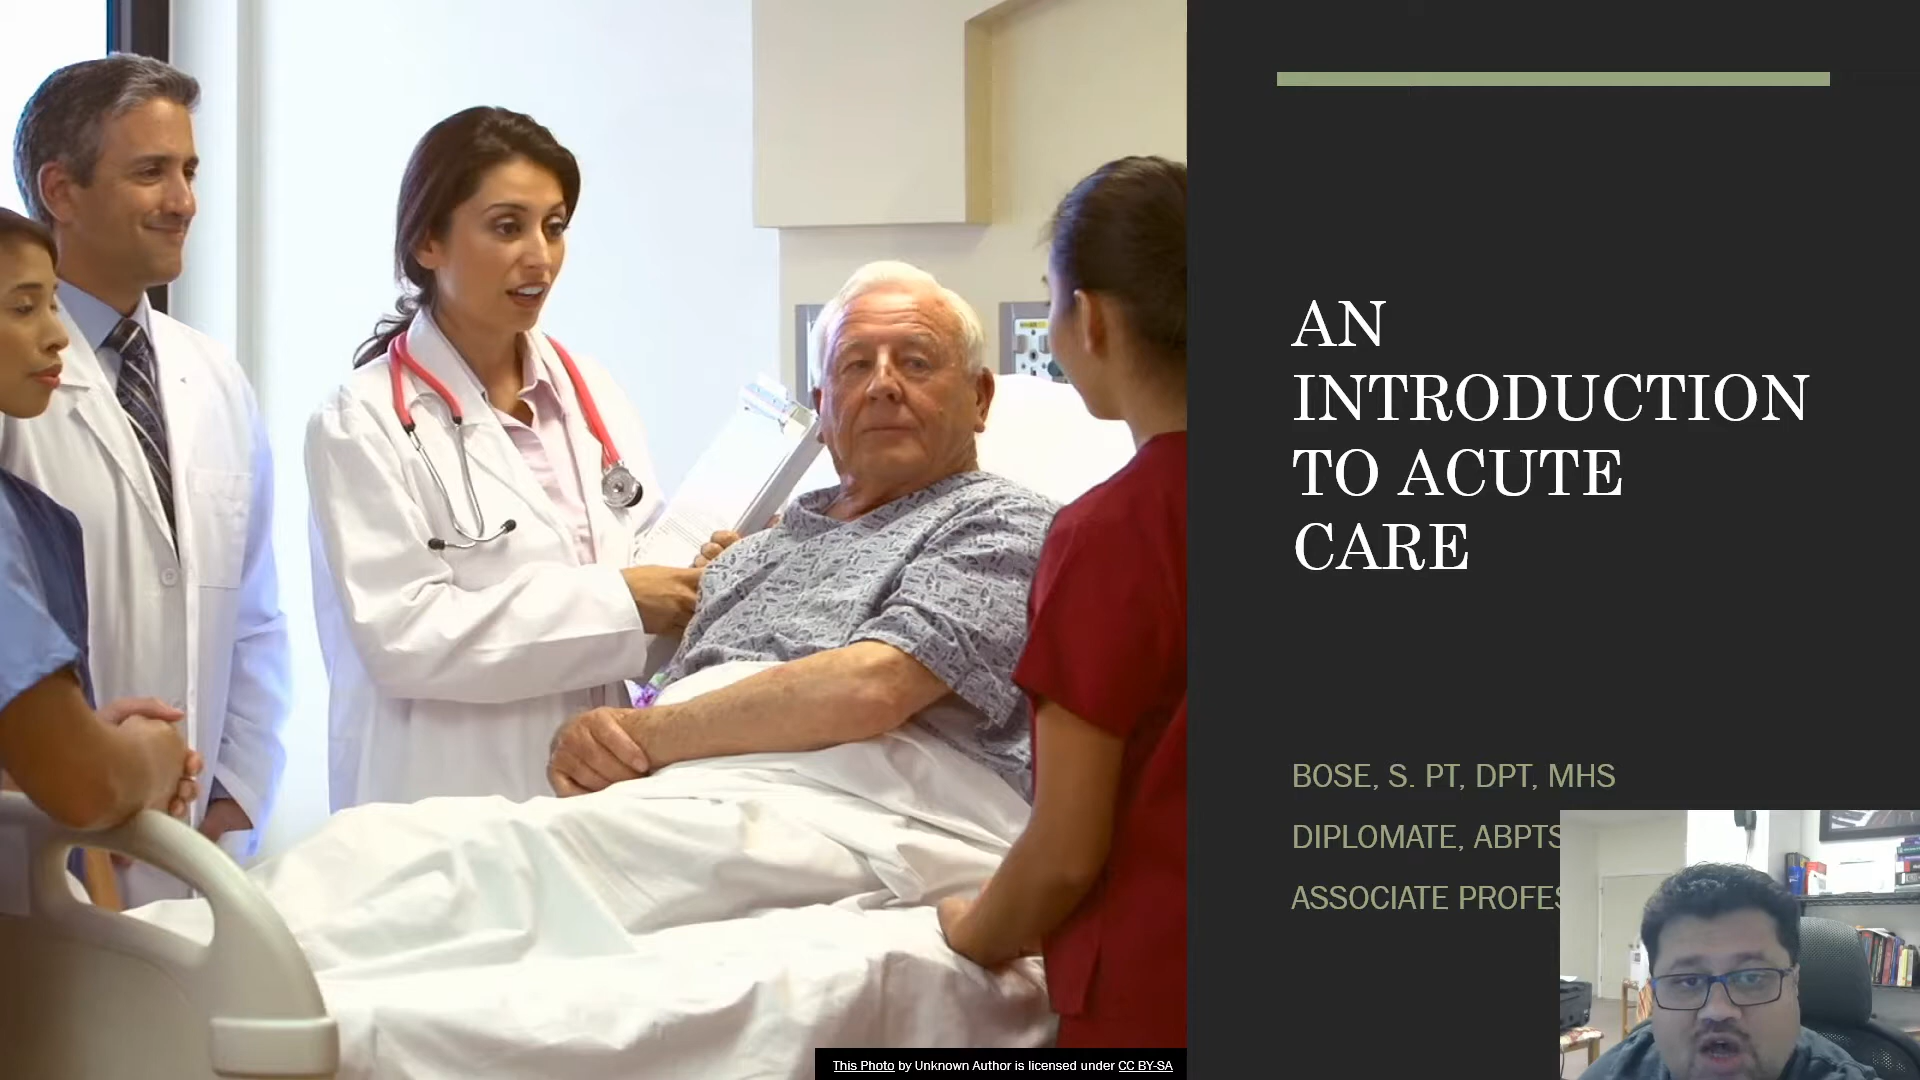 AN
INTRODUCTION
TO ACUTE
CARE
BOSE, S. PT, DPT, MHS
DIPLOMATE, ABPTS
ASSOCIATE
This Photo by Unknown Author is licensed under CC BY-SA